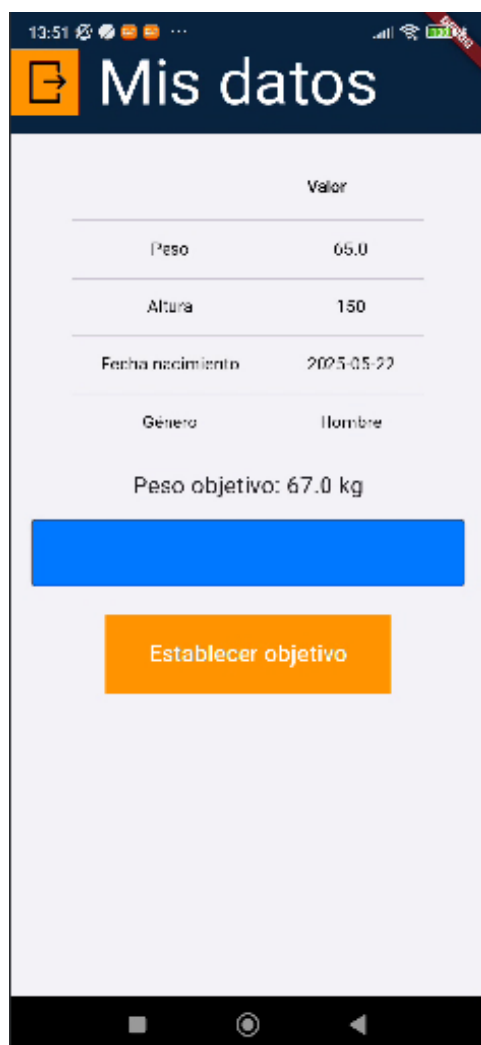 13:51
Mis datos
Valor
Peso 65.0
Altura 150
Fecha nacimiento 2025-05-22
Género Hombre
Peso objetivo: 67.0 kg
Establecer objetivo